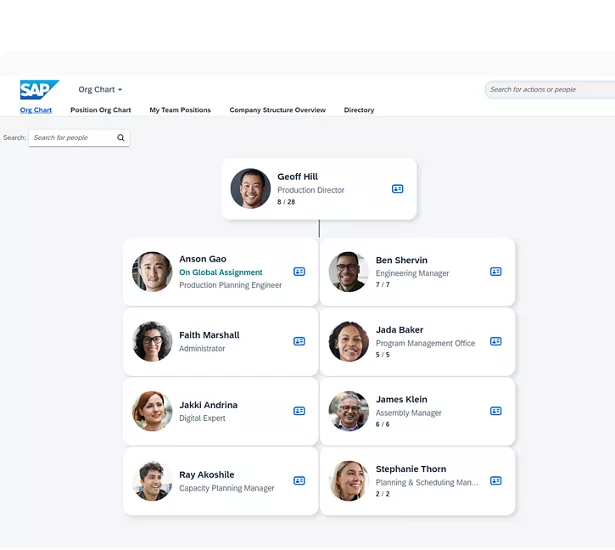 SAP
Org Chart
Search for actions or people
Org Chart Position Org Chart My Team Positions Company Structure Overview Directory
Search: Search for people
Geoff Hill
Production Director
8 / 28
Anson Gao
On Global Assignment
Production Planning Engineer
Ben Shervin
Engineering Manager
7 / 7
Faith Marshall
Administrator
Jada Baker
Program Management Office
5 / 5
Jakki Andrina
Digital Expert
James Klein
Assembly Manager
6 / 6
Ray Akoshile
Capacity Planning Manager
Stephanie Thorn
Planning & Scheduling Man...
2 / 2